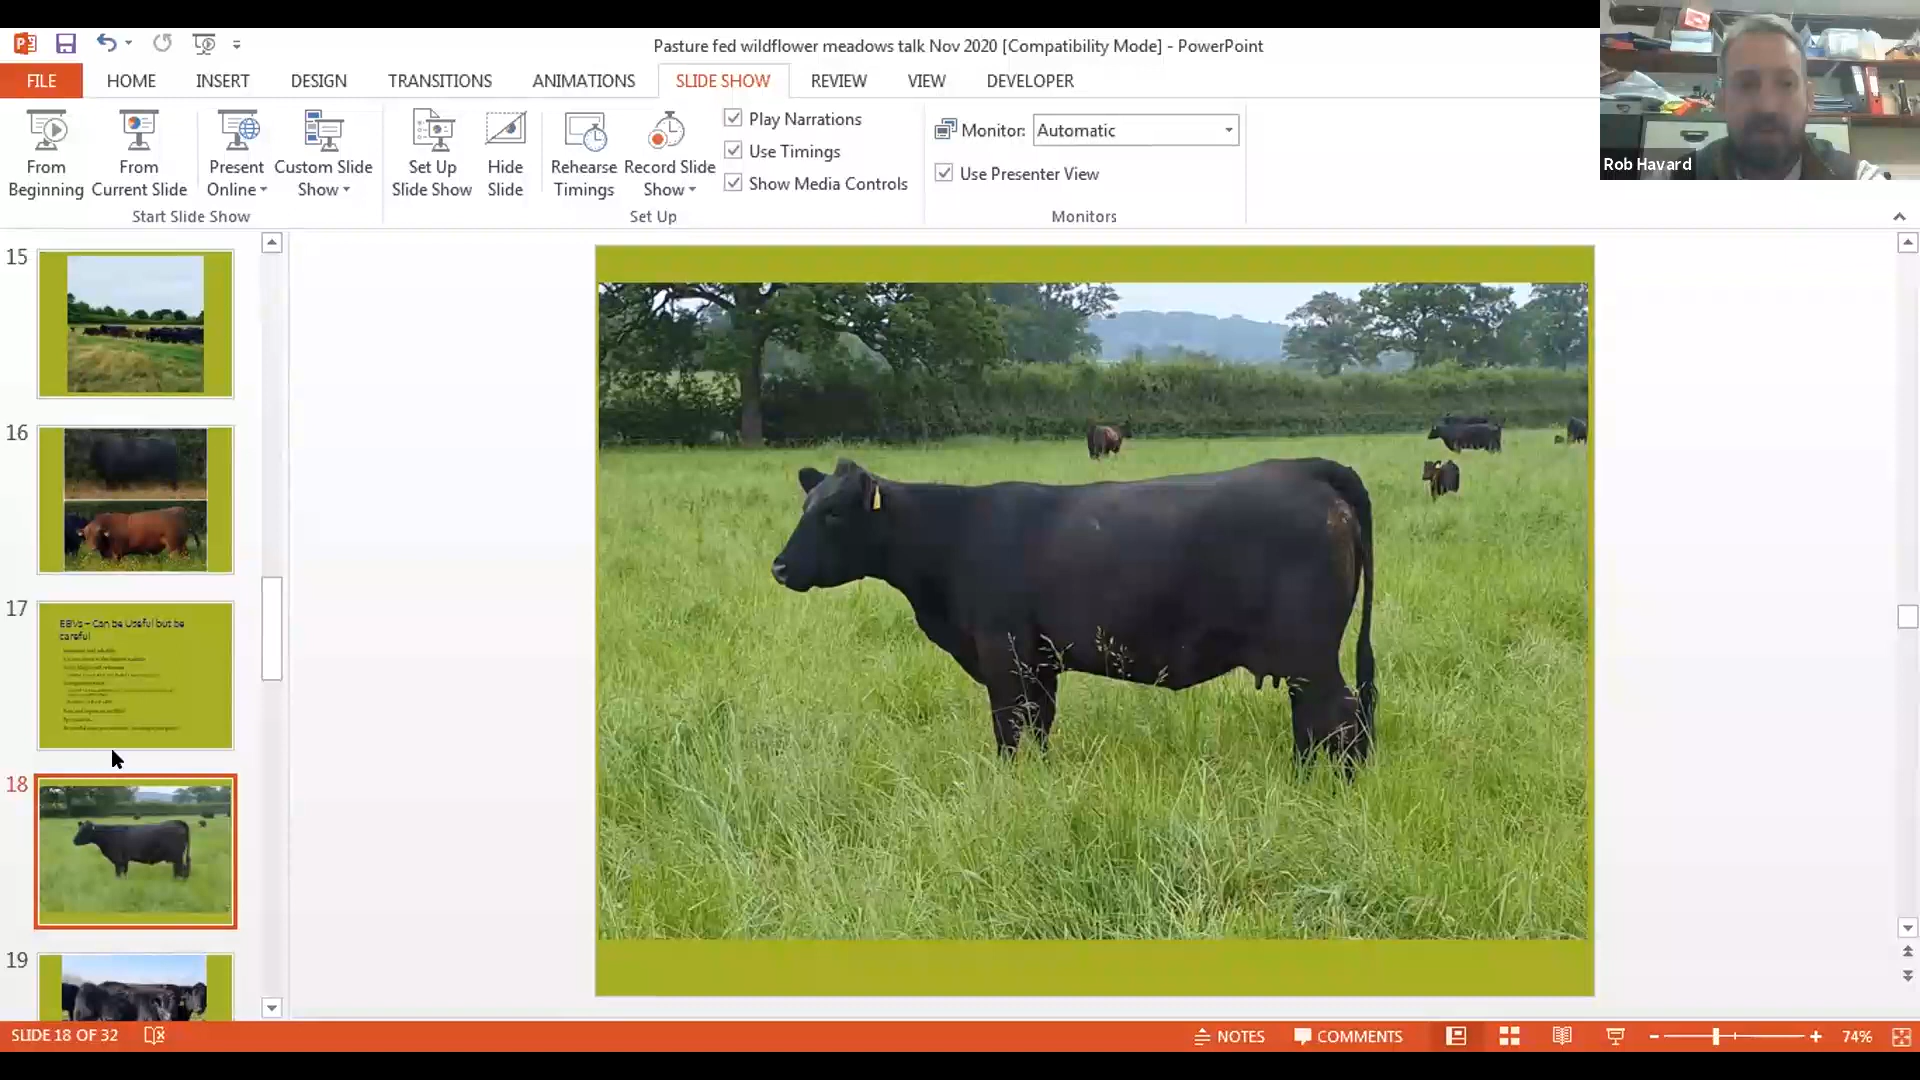 Pasture fed wildflower meadows talk Nov 2020 [Compatibility Mode] - PowerPoint
FILE HOME INSERT DESIGN TRANSITIONS ANIMATIONS SLIDE SHOW REVIEW VIEW DEVELOPER
From Beginning
From Current Slide
Present Online
Custom Slide Show
Start Slide Show
Set Up Slide Show
Hide Slide
Rehearse Timings
Record Slide Show
Play Narrations
Use Timings
Show Media Controls
Set Up
Monitor: Automatic
Use Presenter View
Monitors
Rob Havard
15
16
17
EBVs – Can be Useful but be
careful
18
19
SLIDE 18 OF 32
NOTES COMMENTS 74%